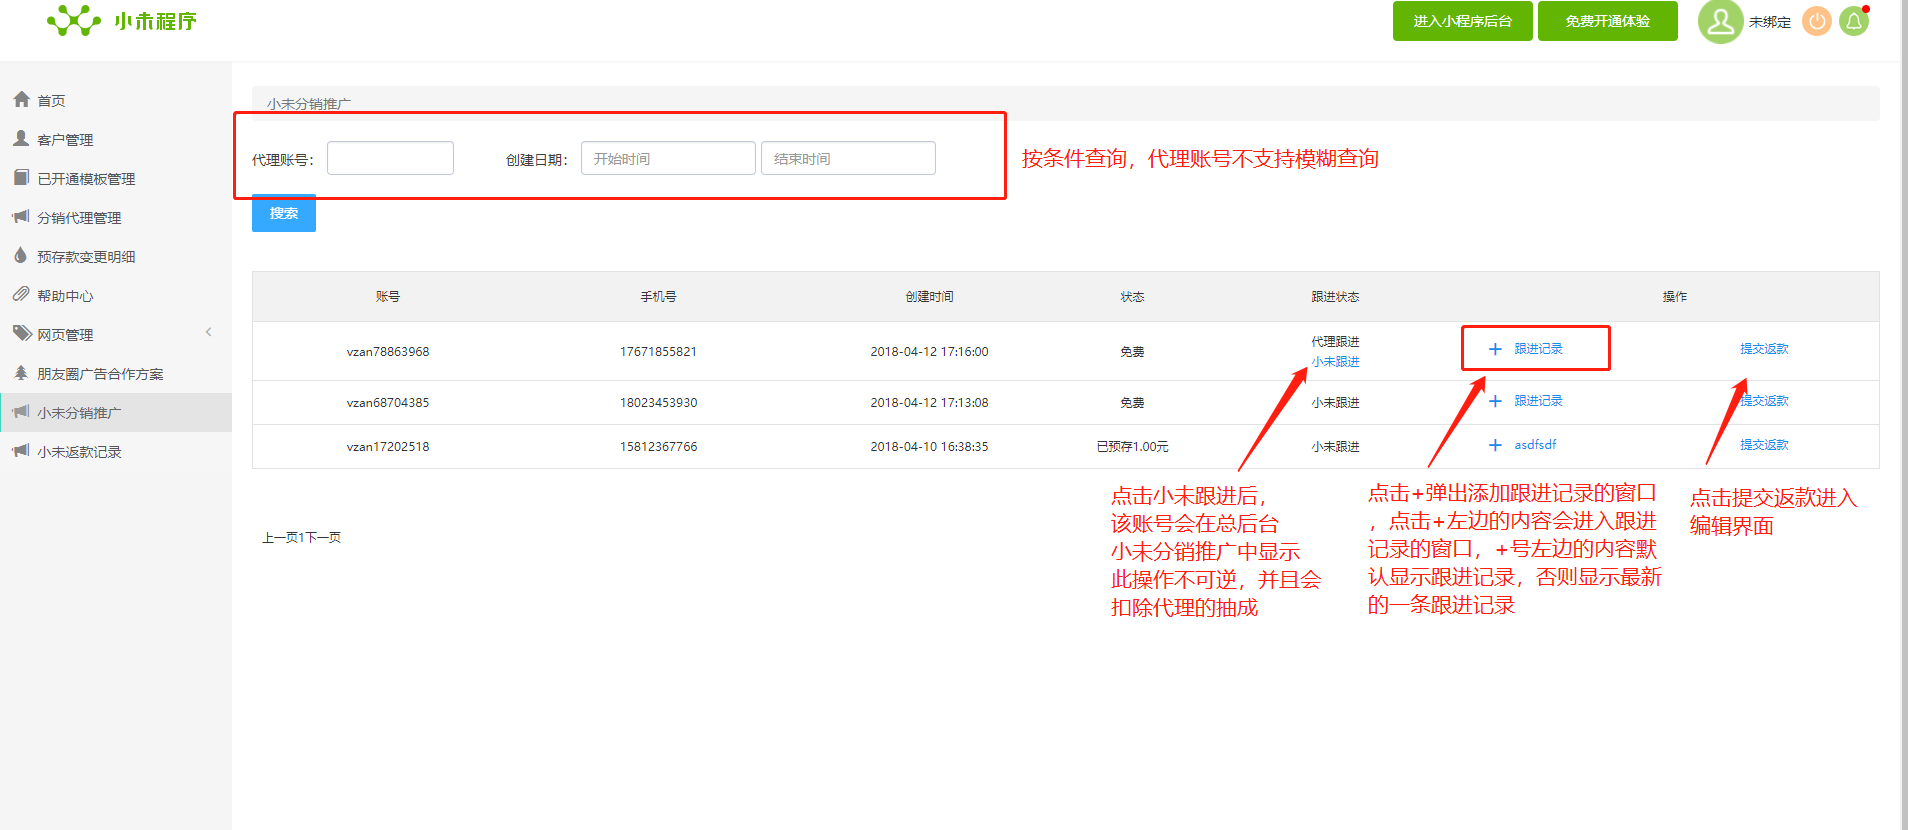 小未程序
进入小程序后台
免费开通体验
未绑定
首页
客户管理
已开通模板管理
分销代理管理
预存款变更明细
帮助中心
网页管理
朋友圈广告合作方案
小未分销推广
小未返款记录
小未分销推广
代理账号：
创建日期： 开始时间 结束时间
按条件查询，代理账号不支持模糊查询
搜索
账号 手机号 创建时间 状态 跟进状态 操作
vzan78863968 17671855821 2018-04-12 17:16:00 免费 代理跟进 小未跟进 + 跟进记录 提交返款
vzan68704385 18023453930 2018-04-12 17:13:08 免费 小未跟进 + 跟进记录 提交返款
vzan17202518 15812367766 2018-04-10 16:38:35 已预存1.00元 小未跟进 + asdfsdf 提交返款
点击小未跟进后，
该账号会在总后台
小未分销推广中显示
此操作不可逆，并且会
扣除代理的抽成
点击+弹出添加跟进记录的窗口
，点击+左边的内容会进入跟进
记录的窗口，+号左边的内容默
认显示跟进记录，否则显示最新
的一条跟进记录
点击提交返款进入
编辑界面
上一页1下一页